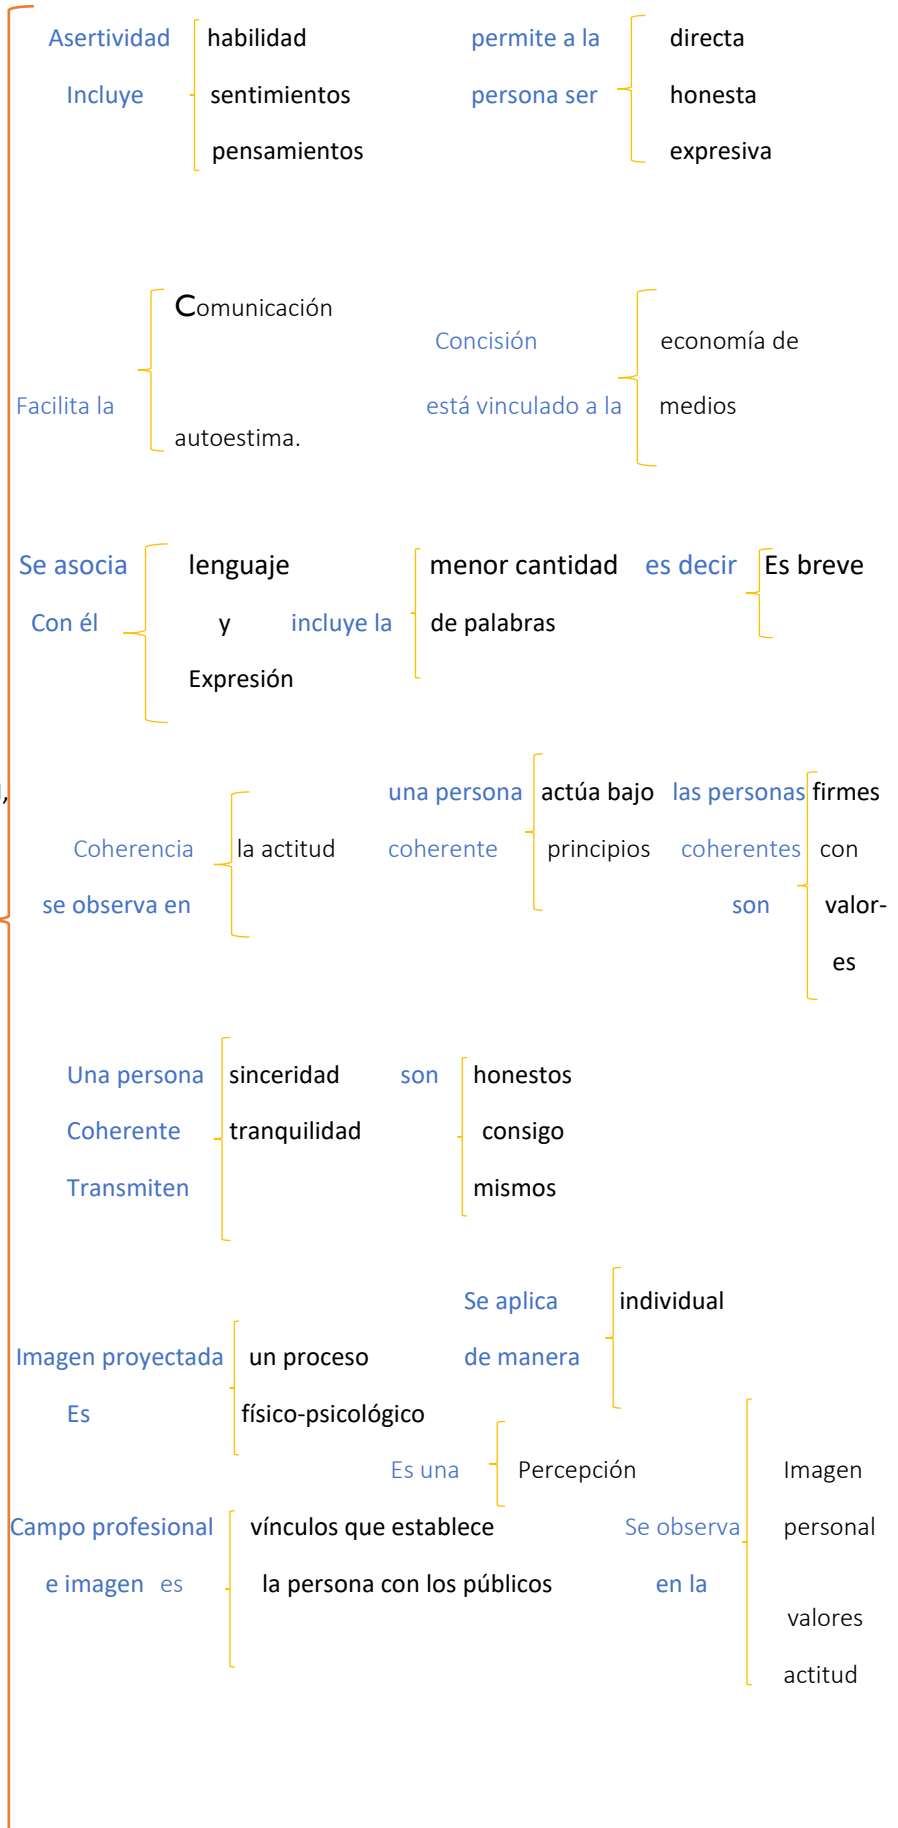 Asertividad habilidad permite a la directa
Incluye sentimientos persona ser honesta
pensamientos expresiva
Comunicación
Concisión economía de
Facilita la está vinculado a la medios
autoestima.
Se asocia lenguaje menor cantidad es decir Es breve
Con él y incluye la de palabras
Expresión
una persona actúa bajo las personas firmes
Coherencia la actitud coherente principios coherentes con
se observa en son valor-
es
Una persona sinceridad son honestos
Coherente tranquilidad consigo
Transmiten mismos
Se aplica individual
Imagen proyectada un proceso de manera
Es físico-psicológico
Es una Percepción Imagen
Campo profesional vínculos que establece Se observa personal
e imagen es la persona con los públicos en la
valores
actitud